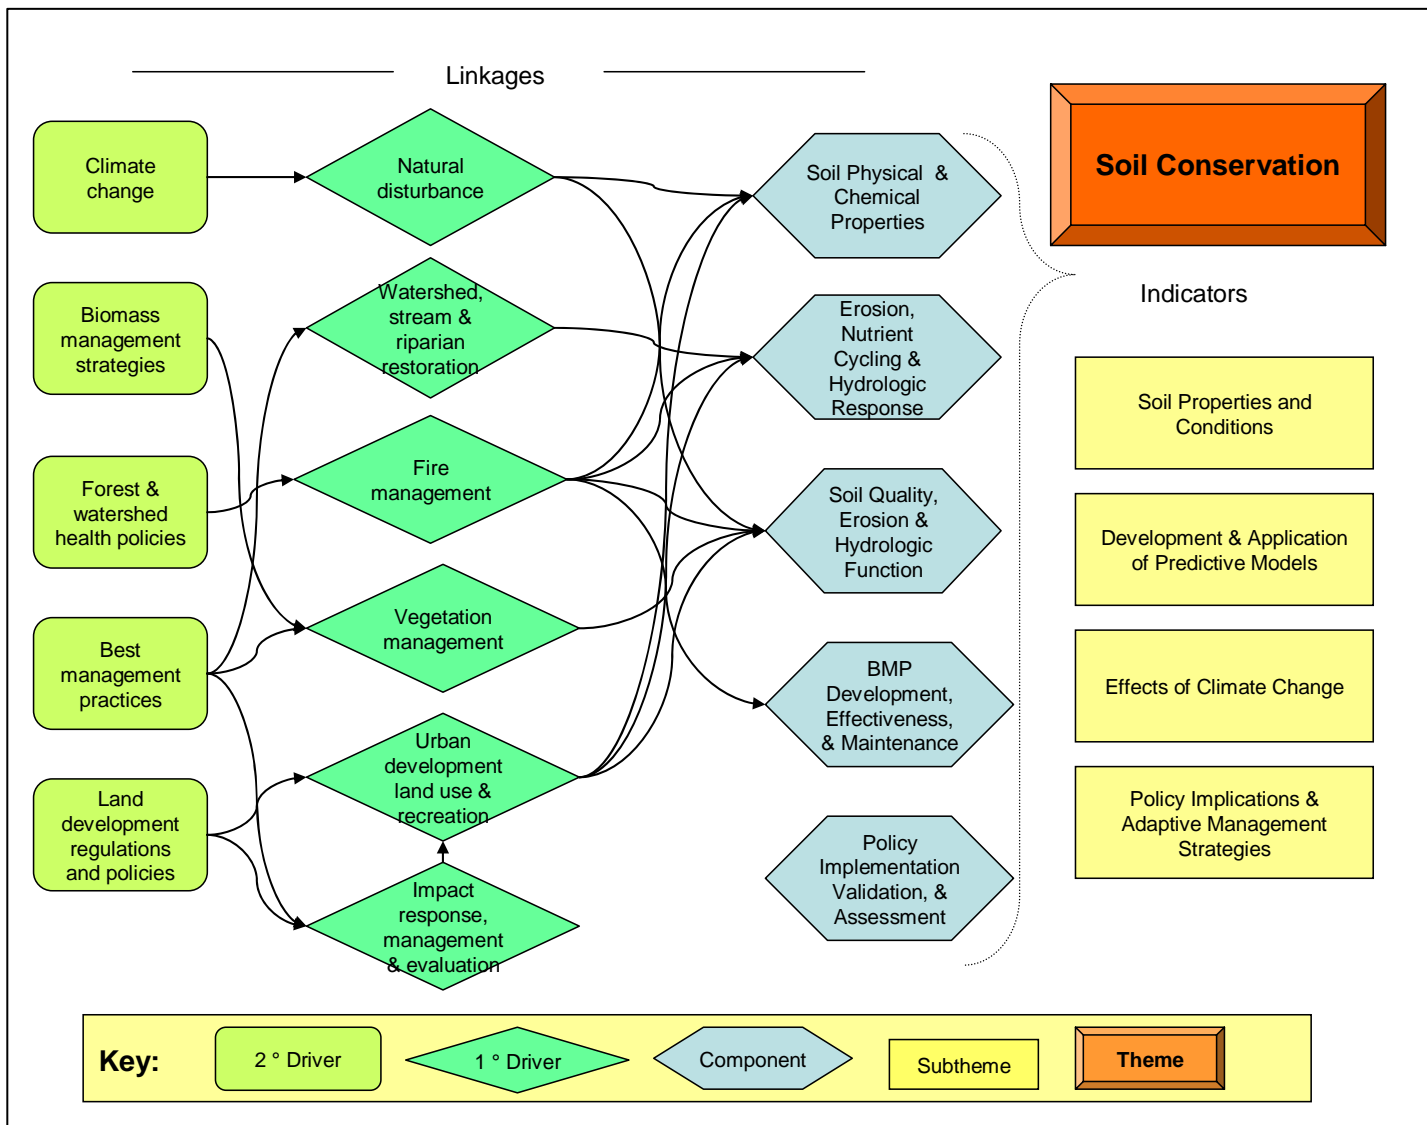 Linkages
Climate
change
Biomass
management
strategies
Forest &
watershed
health policies
Best
management
practices
Land
development
regulations
and policies
Natural
disturbance
Watershed,
stream &
riparian
restoration
Fire
management
Vegetation
management
Urban
development
land use &
recreation
Impact
response,
management
& evaluation
Soil Physical &
Chemical
Properties
Erosion,
Nutrient
Cycling &
Hydrologic
Response
Soil Quality,
Erosion &
Hydrologic
Function
BMP
Development,
Effectiveness,
& Maintenance
Policy
Implementation
Validation, &
Assessment
Soil Conservation
Indicators
Soil Properties and
Conditions
Development & Application
of Predictive Models
Effects of Climate Change
Policy Implications &
Adaptive Management
Strategies
Key:
2 ° Driver
1 ° Driver
Component
Subtheme
Theme